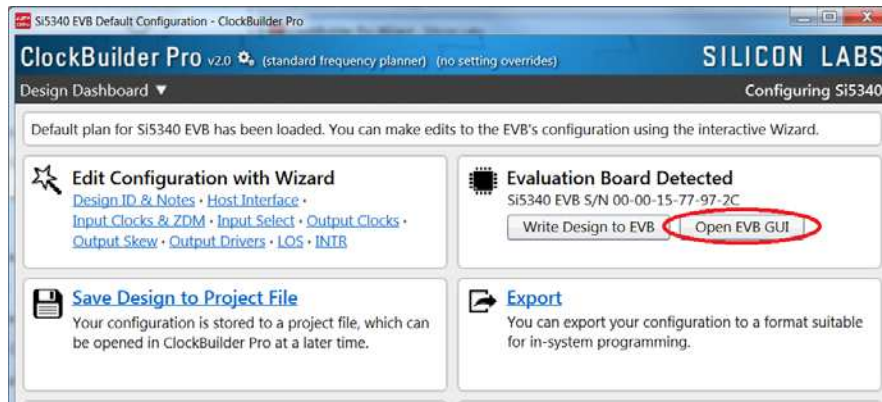 Si5340 EVB Default Configuration - ClockBuilder Pro
ClockBuilder Pro v2.0 (standard frequency planner) (no setting overrides)
SILICON LABS
Design Dashboard ▼
Configuring Si5340
Default plan for Si5340 EVB has been loaded. You can make edits to the EVB's configuration using the interactive Wizard.
Edit Configuration with Wizard
Design ID & Notes · Host Interface ·
Input Clocks & ZDM · Input Select · Output Clocks ·
Output Skew · Output Drivers · LOS · INTR
Evaluation Board Detected
Si5340 EVB S/N 00-00-15-77-97-2C
Write Design to EVB
Open EVB GUI
Save Design to Project File
Your configuration is stored to a project file, which can
be opened in ClockBuilder Pro at a later time.
Export
You can export your configuration to a format suitable
for in-system programming.